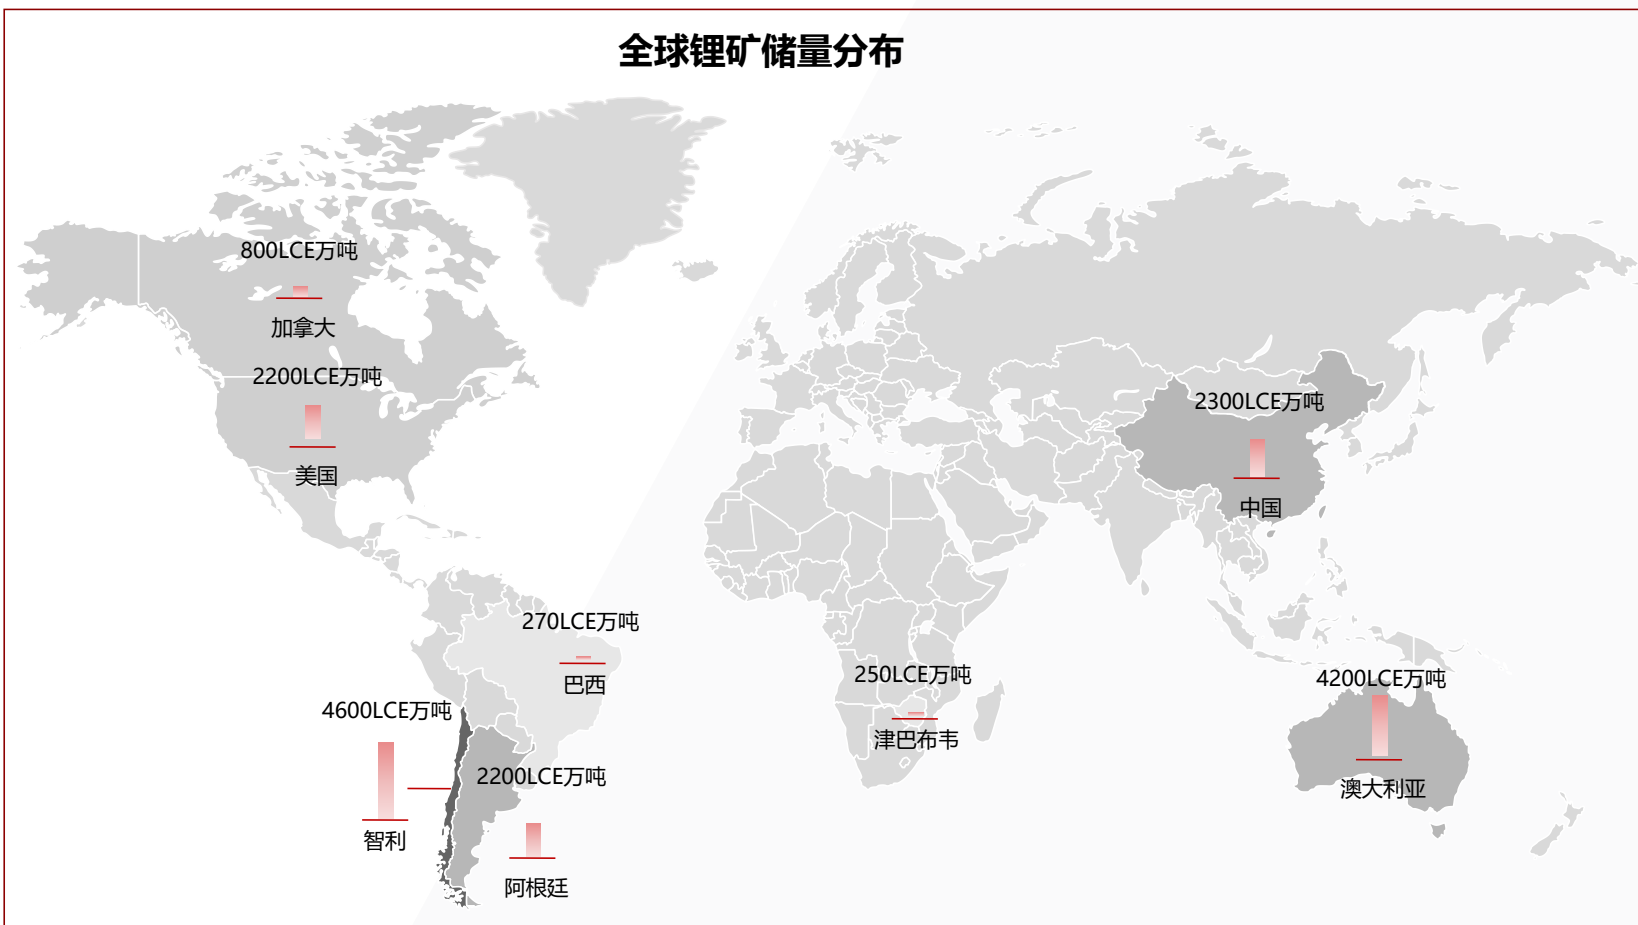 全球锂矿储量分布
800LCE万吨
加拿大
2200LCE万吨
美国
2300LCE万吨
中国
270LCE万吨
巴西
250LCE万吨
津巴布韦
4200LCE万吨
澳大利亚
4600LCE万吨
智利
2200LCE万吨
阿根廷